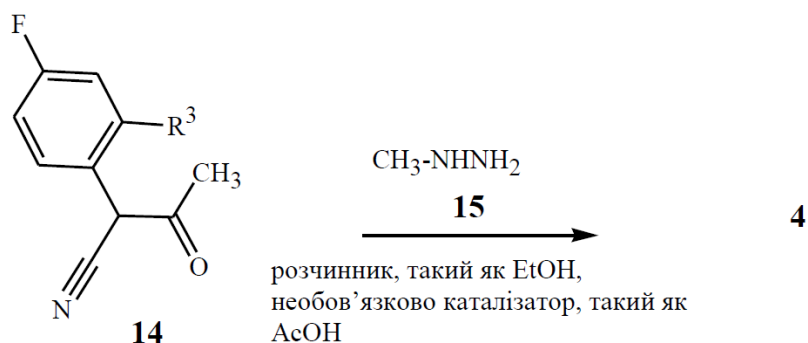 F
R³
CH₃
O
N
14
CH₃-NHNH₂
15
розчинник, такий як EtOH,
необов’язково каталізатор, такий як
AcOH
4